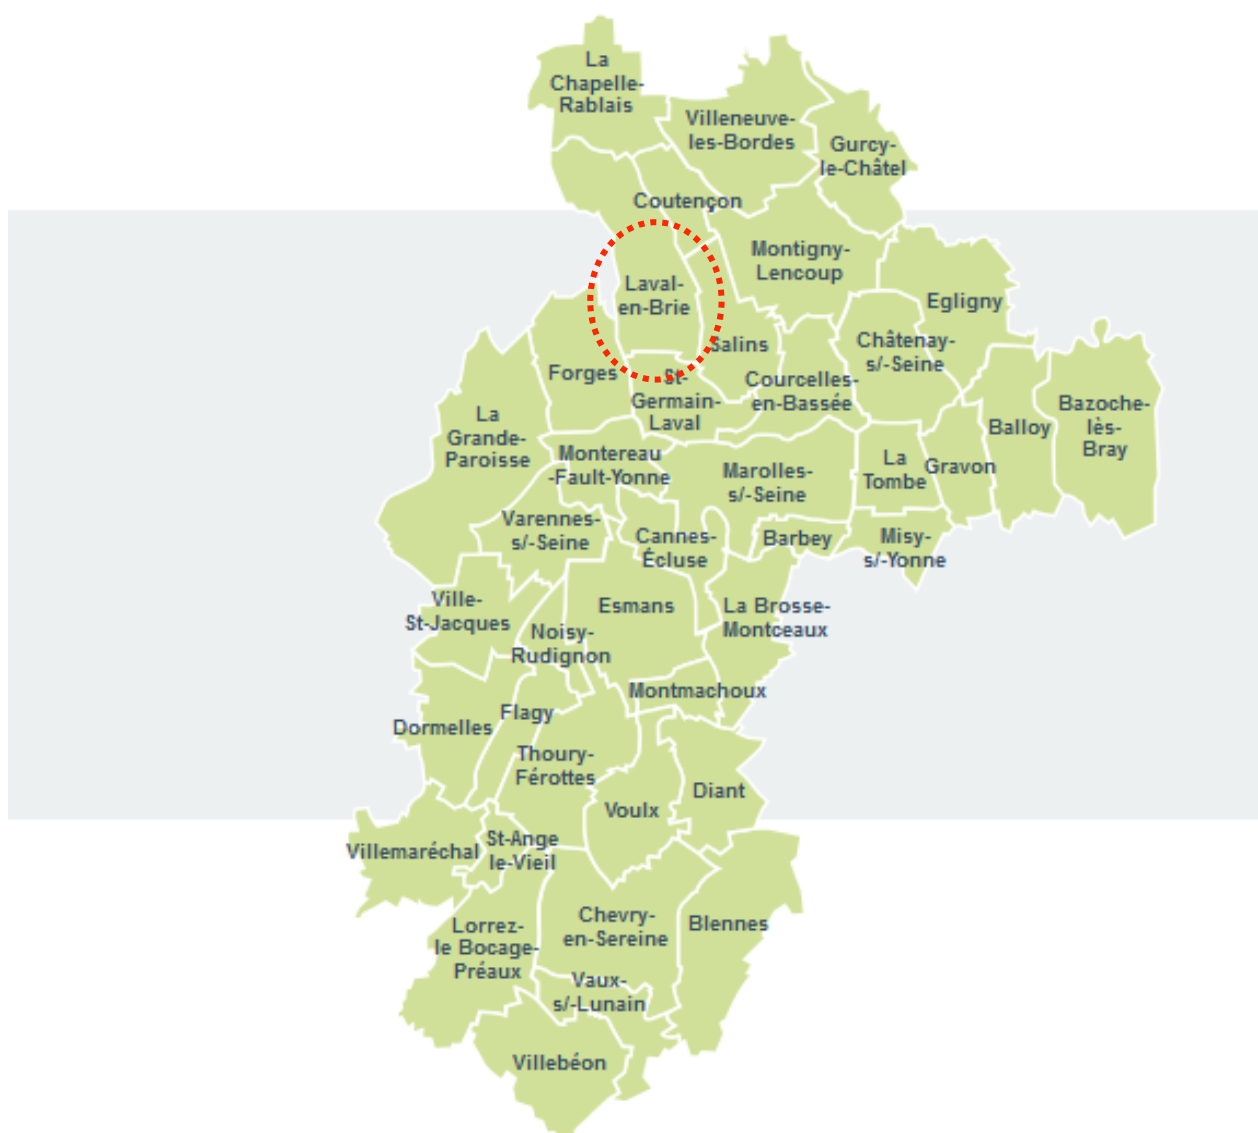 La
Chapelle-
Rablais
Villeneuve-
les-Bordes
Gurcy-
le-Châtel
Coutençon
Montigny-
Lencoup
Laval-
en-Brie
Egligny
Salins
Châtenay-
s/-Seine
Forges
St-
Germain-
Laval
Courcelles-
en-Bassée
La
Grande-
Paroisse
Balloy
Bazoche-
lès-
Bray
Montereau
-Fault-Yonne
Marolles-
s/-Seine
La
Tombe
Gravon
Varennes-
s/-Seine
Cannes-
Écluse
Barbey
Misy-
s/-Yonne
Ville-
St-Jacques
Noisy-
Rudignon
Esmans
La Brosse-
Montceaux
Montmachoux
Dormelles
Flagy
Thoury-
Férottes
Voulx
Diant
Villemaréchal
St-Ange
le-Vieil
Lorrez-
le Bocage-
Préaux
Chevry-
en-Sereine
Blennes
Vaux-
s/-Lunain
Villebéon